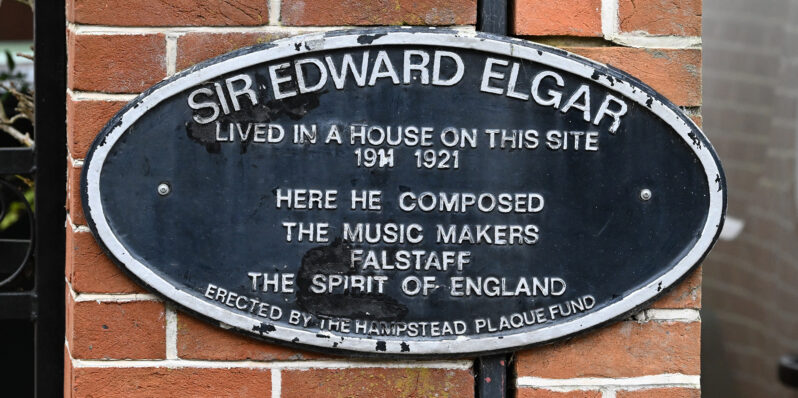 SIR EDWARD ELGAR
LIVED IN A HOUSE ON THIS SITE
1911 1921
HERE HE COMPOSED
THE MUSIC MAKERS
FALSTAFF
THE SPIRIT OF ENGLAND
ERECTED BY THE HAMPSTEAD PLAQUE FUND